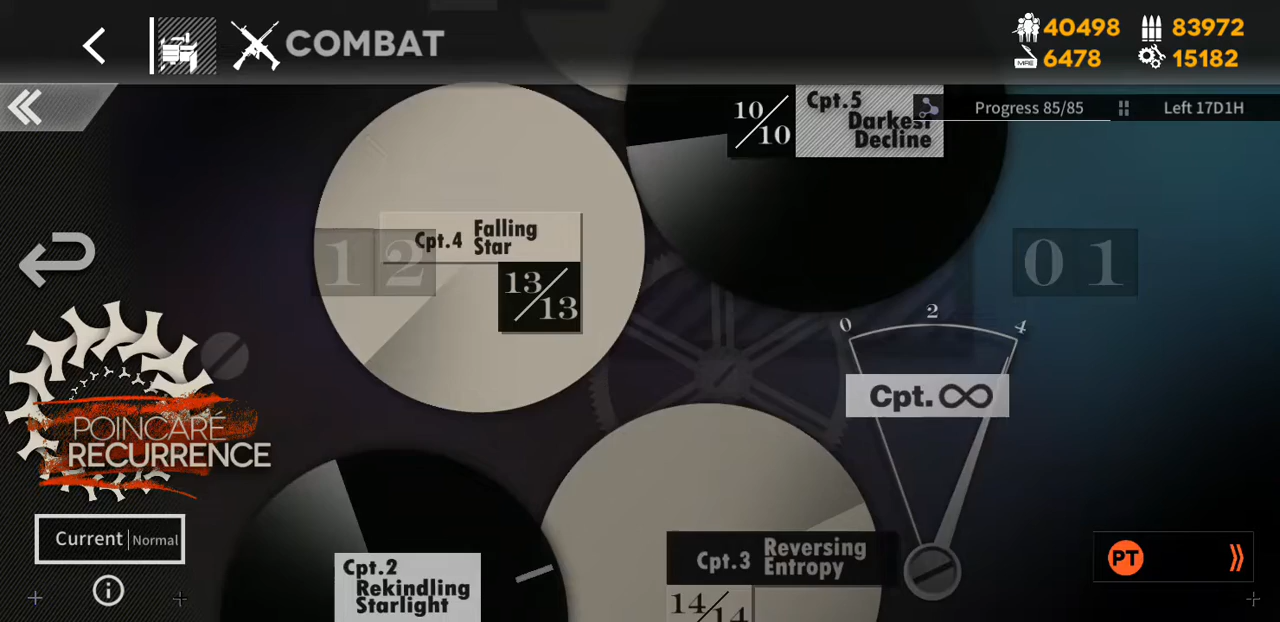 COMBAT
40498
83972
MRE
6478
15182
Progress 85/85
Left 17D1H
10/10
Cpt.5
Darkest
Decline
Cpt.4
Falling
Star
13/13
12
01
0
2
4
Cpt.∞
POINCARÉ
RECURRENCE
Current
Normal
Cpt.2
Rekindling
Starlight
Cpt.3
Reversing
Entropy
14/14
PT